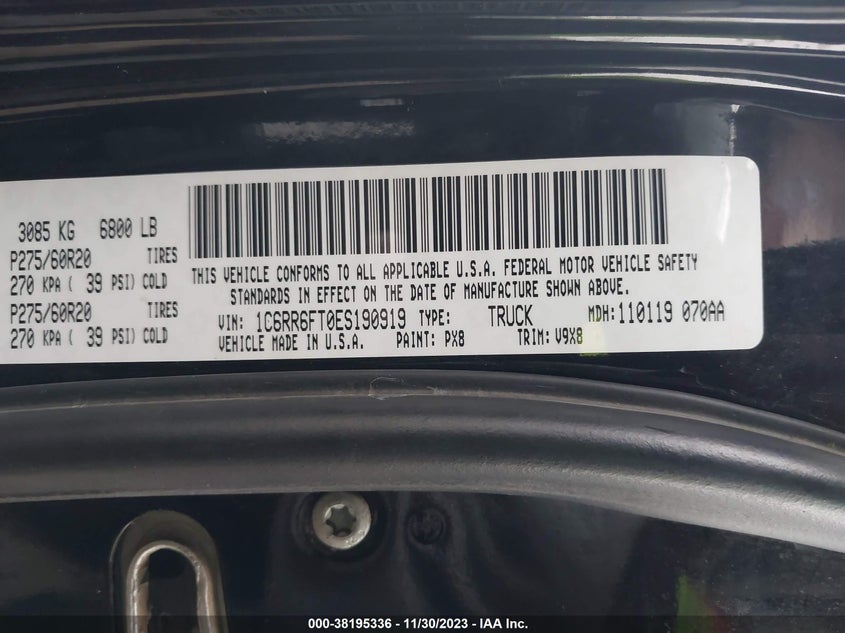 3085 KG 6800 LB
P275/60R20 TIRES
270 KPA ( 39 PSI) COLD
P275/60R20 TIRES
270 KPA ( 39 PSI) COLD
THIS VEHICLE CONFORMS TO ALL APPLICABLE U.S.A. FEDERAL MOTOR VEHICLE SAFETY
STANDARDS IN EFFECT ON THE DATE OF MANUFACTURE SHOWN ABOVE.
VIN: 1C6RR6FT0ES190919 TYPE: TRUCK MDH:110119 070AA
VEHICLE MADE IN U.S.A. PAINT: PX8 TRIM: V9X8
000-38195336 - 11/30/2023 - IAA Inc.